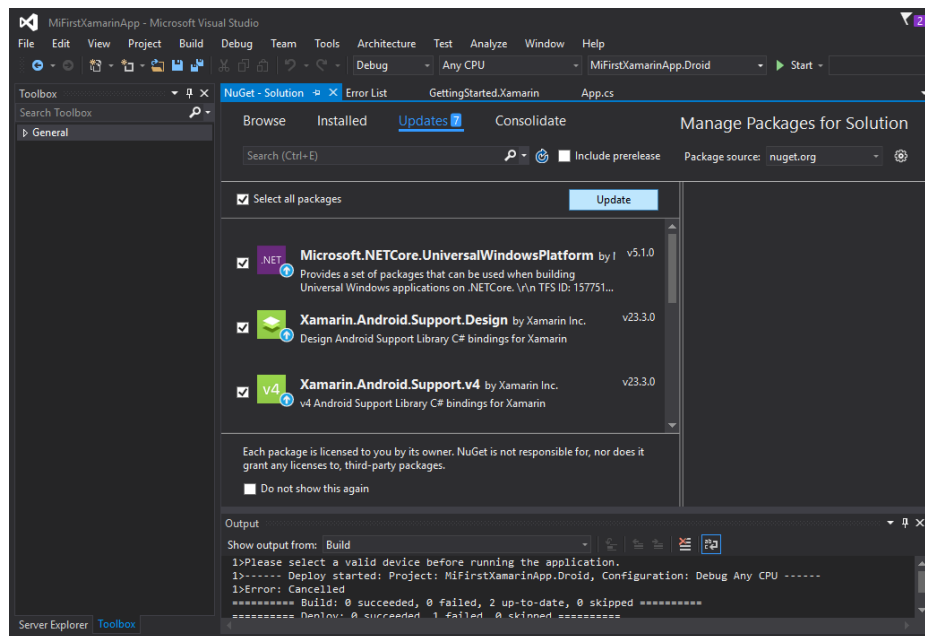 MiFirstXamarinApp - Microsoft Visual Studio
2
File Edit View Project Build Debug Team Tools Architecture Test Analyze Window Help
Debug Any CPU MiFirstXamarinApp.Droid Start
Toolbox
NuGet - Solution Error List GettingStarted.Xamarin App.cs
Search Toolbox
General
Browse Installed Updates 7 Consolidate
Manage Packages for Solution
Search (Ctrl+E)
Include prerelease
Package source: nuget.org
Select all packages
Update
.NET
Microsoft.NETCore.UniversalWindowsPlatform by v5.1.0
Provides a set of packages that can be used when building
Universal Windows applications on .NETCore. \r\n TFS ID: 157751...
Xamarin.Android.Support.Design by Xamarin Inc. v23.3.0
Design Android Support Library C# bindings for Xamarin
v4
Xamarin.Android.Support.v4 by Xamarin Inc. v23.3.0
v4 Android Support Library C# bindings for Xamarin
Each package is licensed to you by its owner. NuGet is not responsible for, nor does it
grant any licenses to, third-party packages.
Do not show this again
Output
Show output from: Build
1>Please select a valid device before running the application.
1>------ Deploy started: Project: MiFirstXamarinApp.Droid, Configuration: Debug Any CPU ------
1>Error: Cancelled
========== Build: 0 succeeded, 0 failed, 2 up-to-date, 0 skipped ==========
========== Deploy: 0 succeeded, 1 failed, 0 skipped ==========
Server Explorer Toolbox